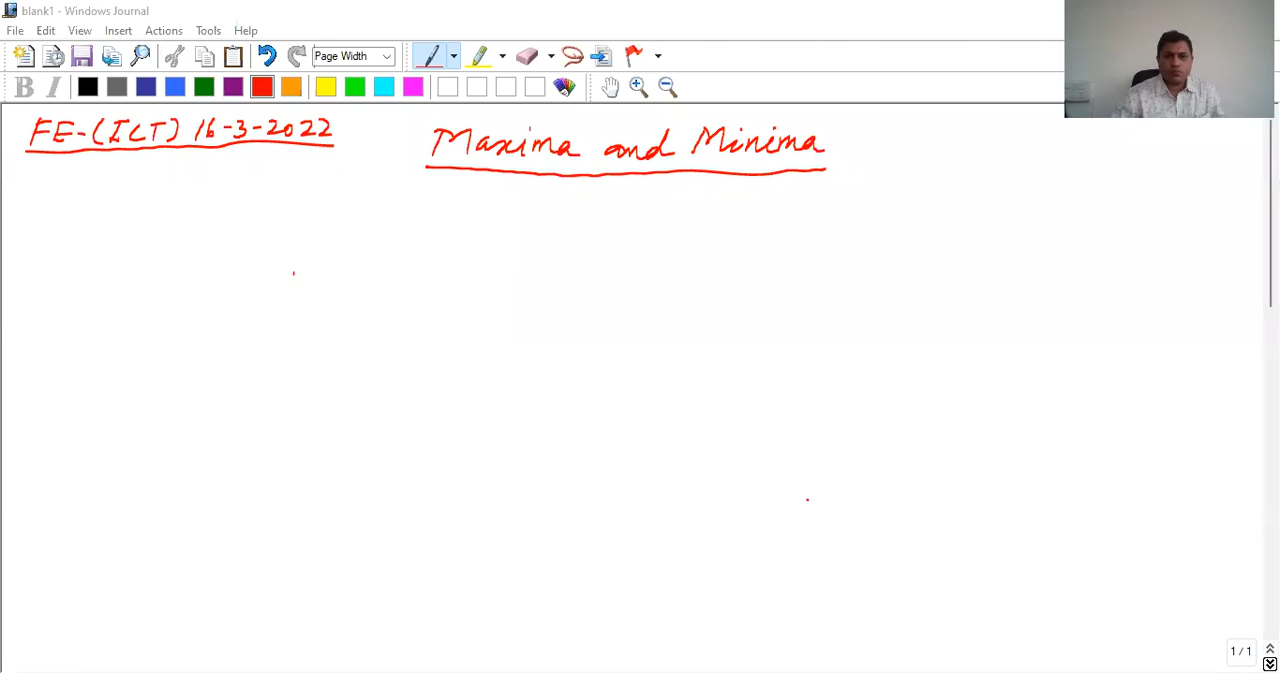 blank1 - Windows Journal
File Edit View Insert Actions Tools Help
Page Width
B I
FE-(ICT) 16-3-2022
Maxima and Minima
1 / 1